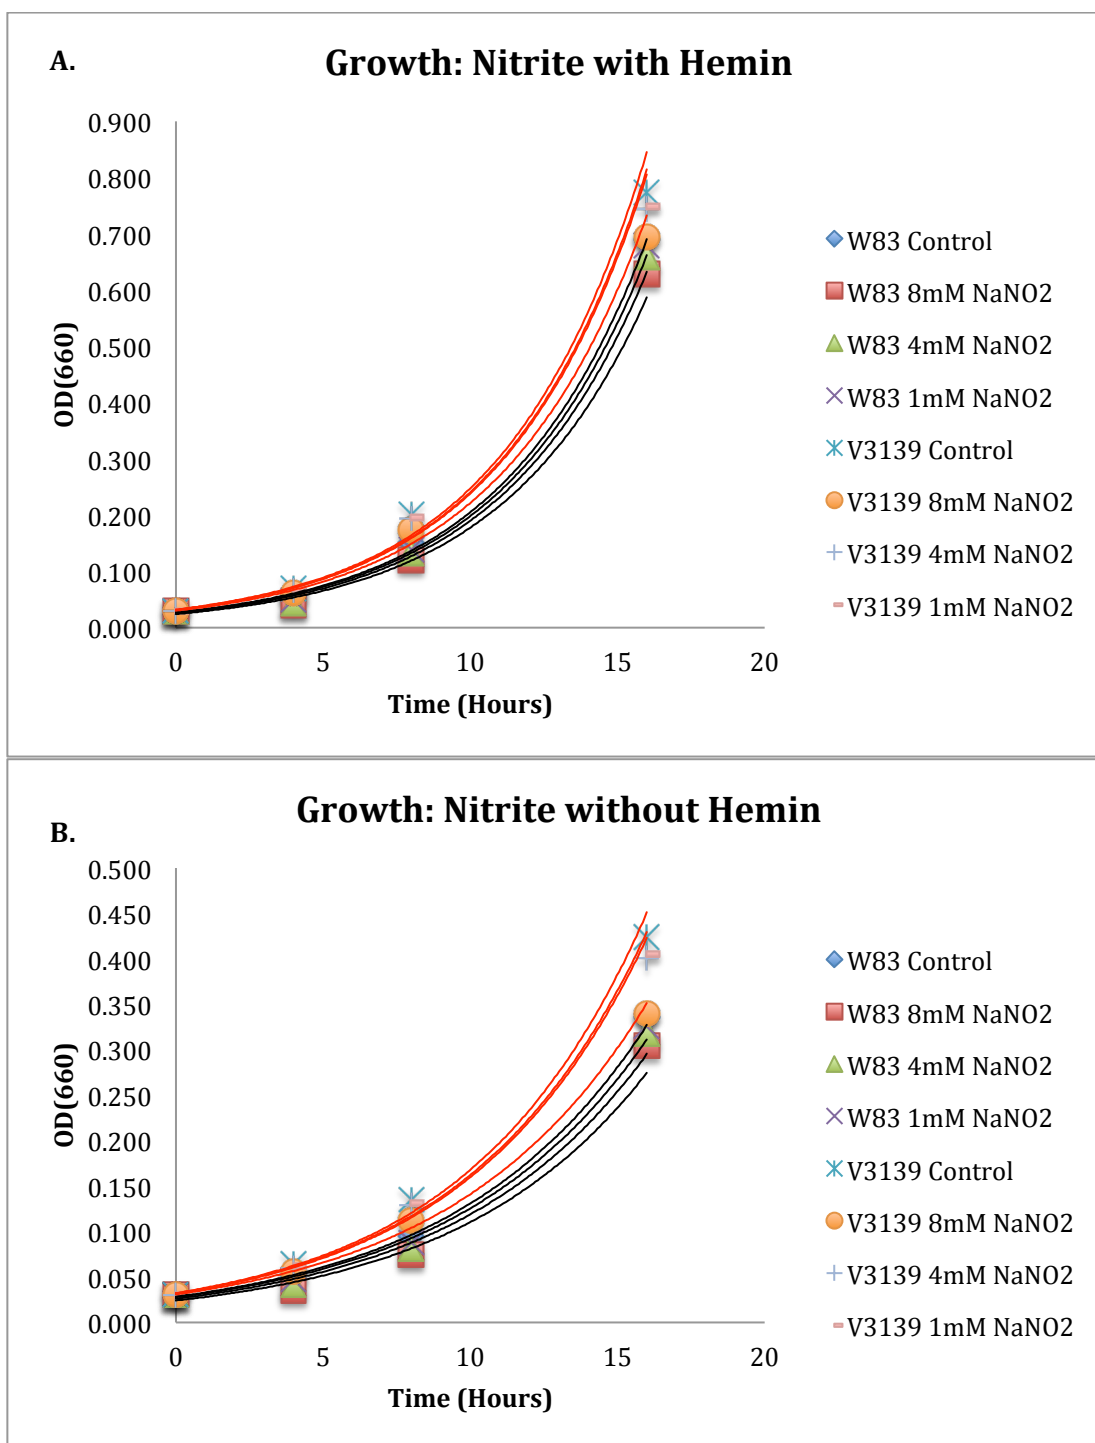 A.
Growth: Nitrite with Hemin
0.900
0.800
0.700
0.600
0.500
0.400
0.300
0.200
0.100
0.000
OD(660)
0 5 10 15 20
Time (Hours)
W83 Control
W83 8mM NaNO2
W83 4mM NaNO2
W83 1mM NaNO2
V3139 Control
V3139 8mM NaNO2
V3139 4mM NaNO2
V3139 1mM NaNO2
B.
Growth: Nitrite without Hemin
0.500
0.450
0.400
0.350
0.300
0.250
0.200
0.150
0.100
0.050
0.000
OD(660)
0 5 10 15 20
Time (Hours)
W83 Control
W83 8mM NaNO2
W83 4mM NaNO2
W83 1mM NaNO2
V3139 Control
V3139 8mM NaNO2
V3139 4mM NaNO2
V3139 1mM NaNO2